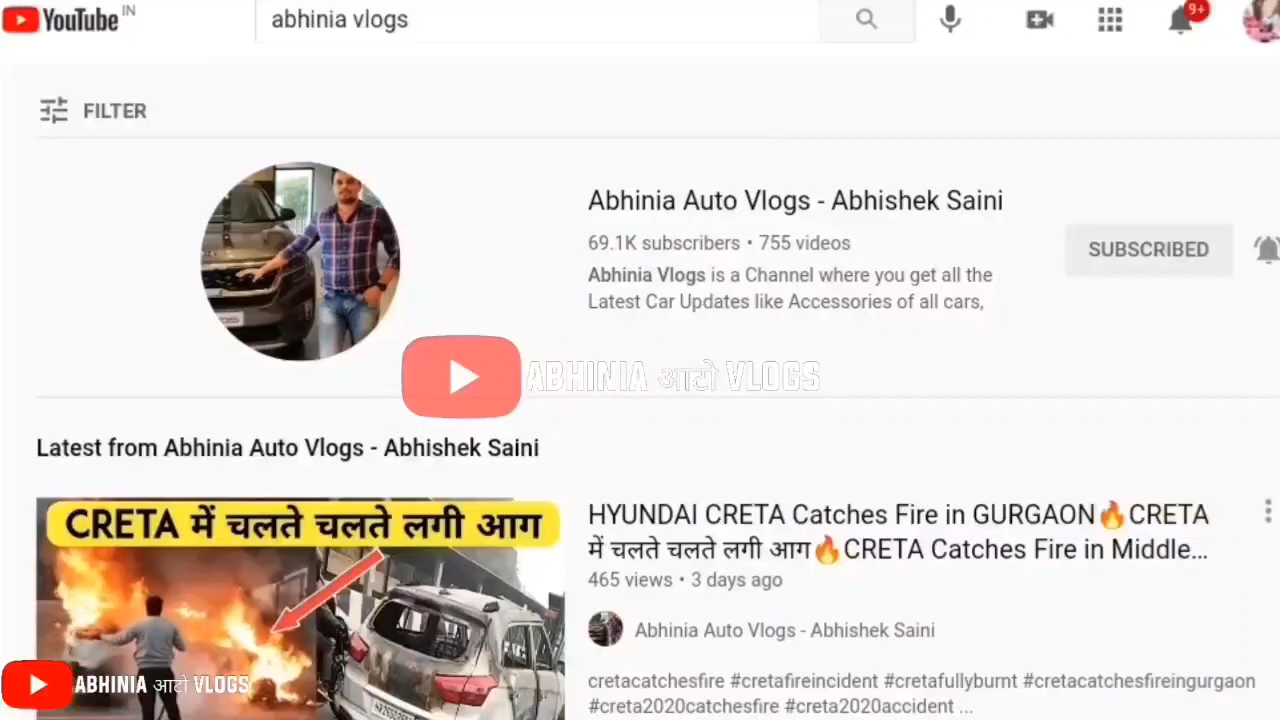 YouTube IN
abhinia vlogs
9+
FILTER
Abhinia Auto Vlogs - Abhishek Saini
69.1K subscribers • 755 videos
SUBSCRIBED
Abhinia Vlogs is a Channel where you get all the
Latest Car Updates like Accessories of all cars,
ABHINIA आटो VLOGS
Latest from Abhinia Auto Vlogs - Abhishek Saini
CRETA में चलते चलते लगी आग
HYUNDAI CRETA Catches Fire in GURGAON🔥CRETA
में चलते चलते लगी आग🔥CRETA Catches Fire in Middle...
465 views • 3 days ago
Abhinia Auto Vlogs - Abhishek Saini
ABHINIA आटो VLOGS
cretacatchesfire #cretafireincident #cretafullyburnt #cretacatchesfireingurgaon
#creta2020catchesfire #creta2020accident ...